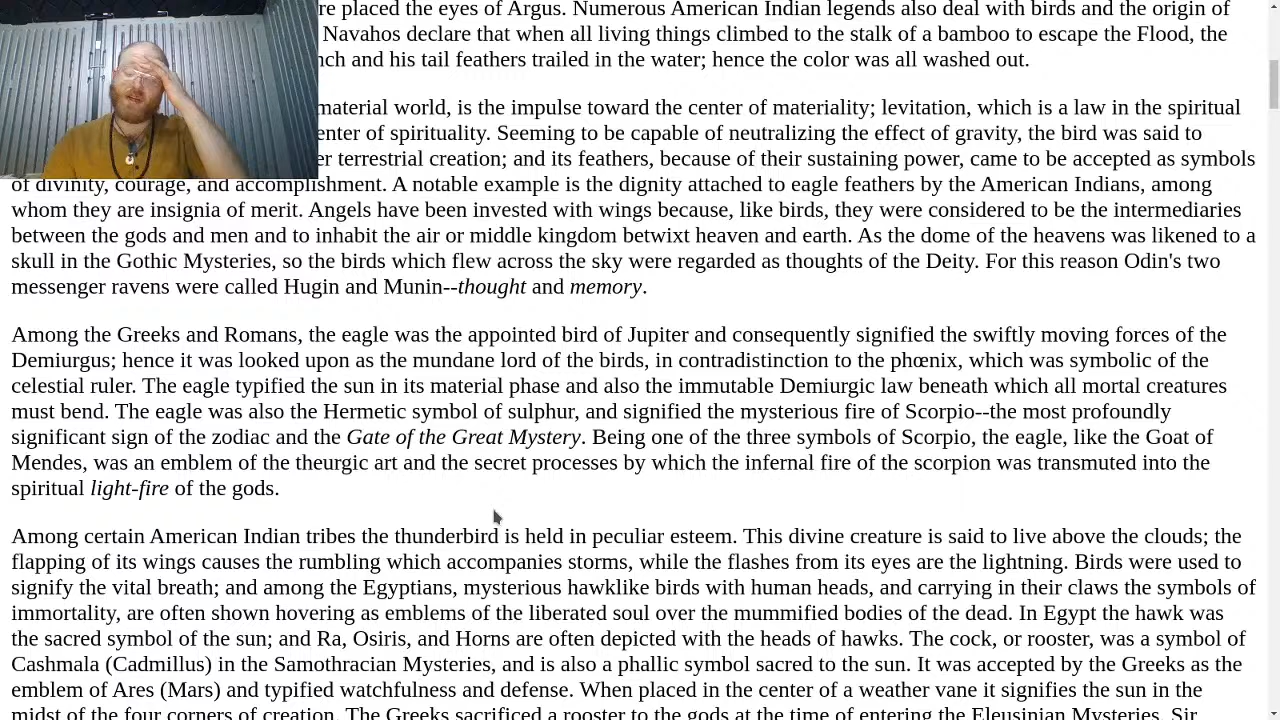 re placed the eyes of Argus. Numerous American Indian legends also deal with birds and the origin of
Navahos declare that when all living things climbed to the stalk of a bamboo to escape the Flood, the
nch and his tail feathers trailed in the water; hence the color was all washed out.
material world, is the impulse toward the center of materiality; levitation, which is a law in the spiritual
enter of spirituality. Seeming to be capable of neutralizing the effect of gravity, the bird was said to
er terrestrial creation; and its feathers, because of their sustaining power, came to be accepted as symbols
of divinity, courage, and accomplishment. A notable example is the dignity attached to eagle feathers by the American Indians, among
whom they are insignia of merit. Angels have been invested with wings because, like birds, they were considered to be the intermediaries
between the gods and men and to inhabit the air or middle kingdom betwixt heaven and earth. As the dome of the heavens was likened to a
skull in the Gothic Mysteries, so the birds which flew across the sky were regarded as thoughts of the Deity. For this reason Odin's two
messenger ravens were called Hugin and Munin--thought and memory.
Among the Greeks and Romans, the eagle was the appointed bird of Jupiter and consequently signified the swiftly moving forces of the
Demiurgus; hence it was looked upon as the mundane lord of the birds, in contradistinction to the phœnix, which was symbolic of the
celestial ruler. The eagle typified the sun in its material phase and also the immutable Demiurgic law beneath which all mortal creatures
must bend. The eagle was also the Hermetic symbol of sulphur, and signified the mysterious fire of Scorpio--the most profoundly
significant sign of the zodiac and the Gate of the Great Mystery. Being one of the three symbols of Scorpio, the eagle, like the Goat of
Mendes, was an emblem of the theurgic art and the secret processes by which the infernal fire of the scorpion was transmuted into the
spiritual light-fire of the gods.
Among certain American Indian tribes the thunderbird is held in peculiar esteem. This divine creature is said to live above the clouds; the
flapping of its wings causes the rumbling which accompanies storms, while the flashes from its eyes are the lightning. Birds were used to
signify the vital breath; and among the Egyptians, mysterious hawklike birds with human heads, and carrying in their claws the symbols of
immortality, are often shown hovering as emblems of the liberated soul over the mummified bodies of the dead. In Egypt the hawk was
the sacred symbol of the sun; and Ra, Osiris, and Horns are often depicted with the heads of hawks. The cock, or rooster, was a symbol of
Cashmala (Cadmillus) in the Samothracian Mysteries, and is also a phallic symbol sacred to the sun. It was accepted by the Greeks as the
emblem of Ares (Mars) and typified watchfulness and defense. When placed in the center of a weather vane it signifies the sun in the
midst of the four corners of creation. The Greeks sacrificed a rooster to the gods at the time of entering the Eleusinian Mysteries. Sir